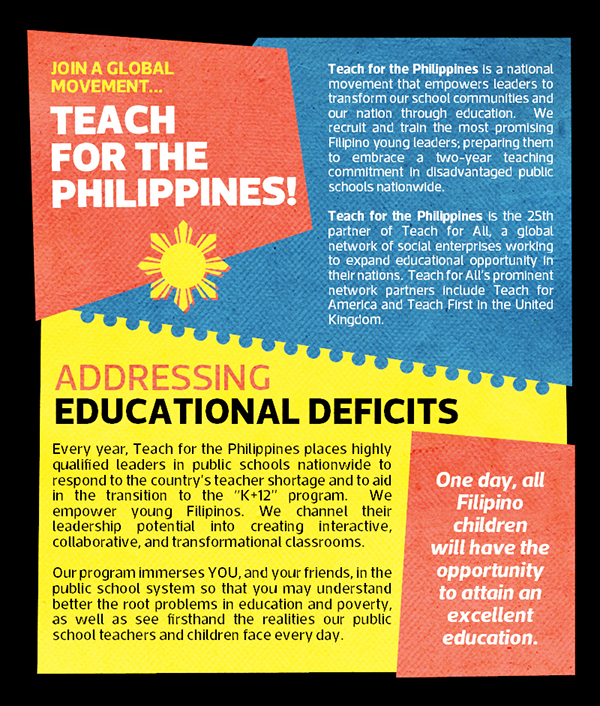 JOIN A GLOBAL
MOVEMENT...
TEACH
FOR THE
PHILIPPINES!
Teach for the Philippines is a national
movement that empowers leaders to
transform our school communities and
our nation through education. We
recruit and train the most promising
Filipino young leaders; preparing them
to embrace a two-year teaching
commitment in disadvantaged public
schools nationwide.
Teach for the Philippines is the 25th
partner of Teach for All, a global
network of social enterprises working
to expand educational opportunity in
their nations. Teach for All's prominent
network partners include Teach for
America and Teach First in the United
Kingdom.
ADDRESSING
EDUCATIONAL DEFICITS
Every year, Teach for the Philippines places highly
qualified leaders in public schools nationwide to
respond to the country's teacher shortage and to aid
in the transition to the "K+12" program. We
empower young Filipinos. We channel their
leadership potential into creating interactive,
collaborative, and transformational classrooms.
Our program immerses YOU, and your friends, in the
public school system so that you may understand
better the root problems in education and poverty,
as well as see firsthand the realities our public
school teachers and children face every day.
One day, all
Filipino
children
will have the
opportunity
to attain an
excellent
education.